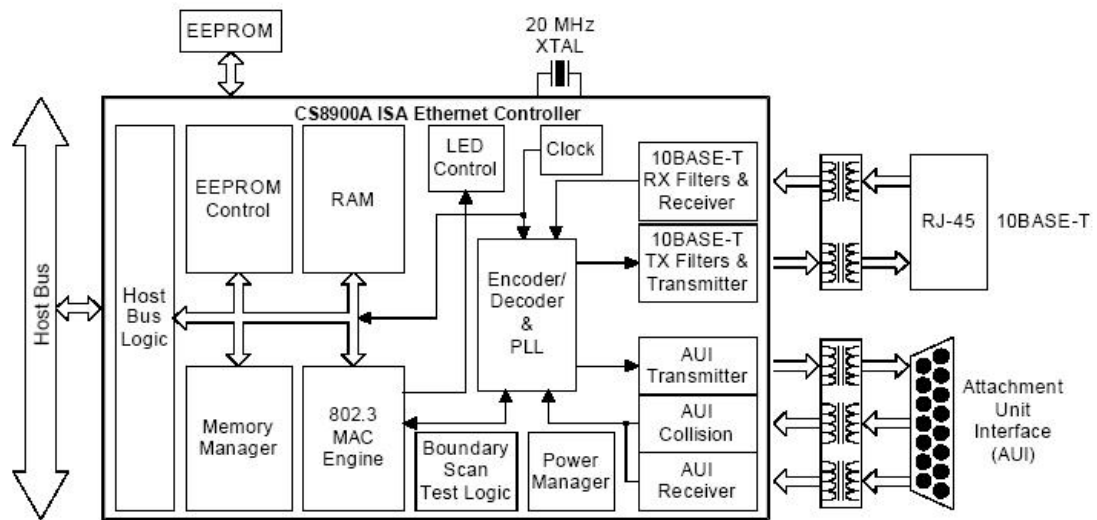 EEPROM
20 MHz
XTAL
CS8900A ISA Ethernet Controller
Host Bus
Host
Bus
Logic
EEPROM
Control
RAM
LED
Control
Clock
10BASE-T
RX Filters &
Receiver
10BASE-T
TX Filters &
Transmitter
RJ-45
10BASE-T
Encoder/
Decoder
&
PLL
Memory
Manager
802.3
MAC
Engine
Boundary
Scan
Test Logic
Power
Manager
AUI
Transmitter
AUI
Collision
AUI
Receiver
Attachment
Unit
Interface
(AUI)